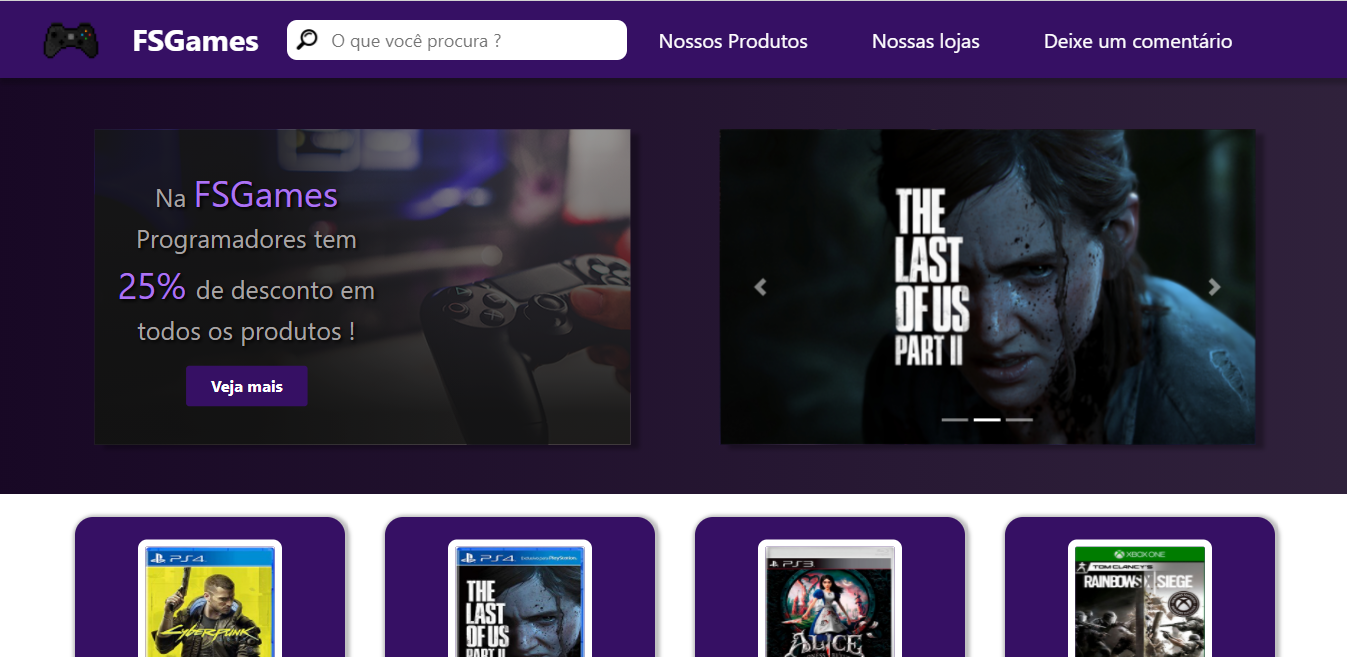 FSGames
O que você procura ?
Nossos Produtos
Nossas lojas
Deixe um comentário
Na FSGames
Programadores tem
25% de desconto em
todos os produtos !
Veja mais
THE
LAST
OF US
PART II
PS4
CYBERPUNK
PS4
THE
LAST
OF US
PART II
PS3
ALICE
XBOX ONE
TOM CLANCY'S
RAINBOW SIX SIEGE